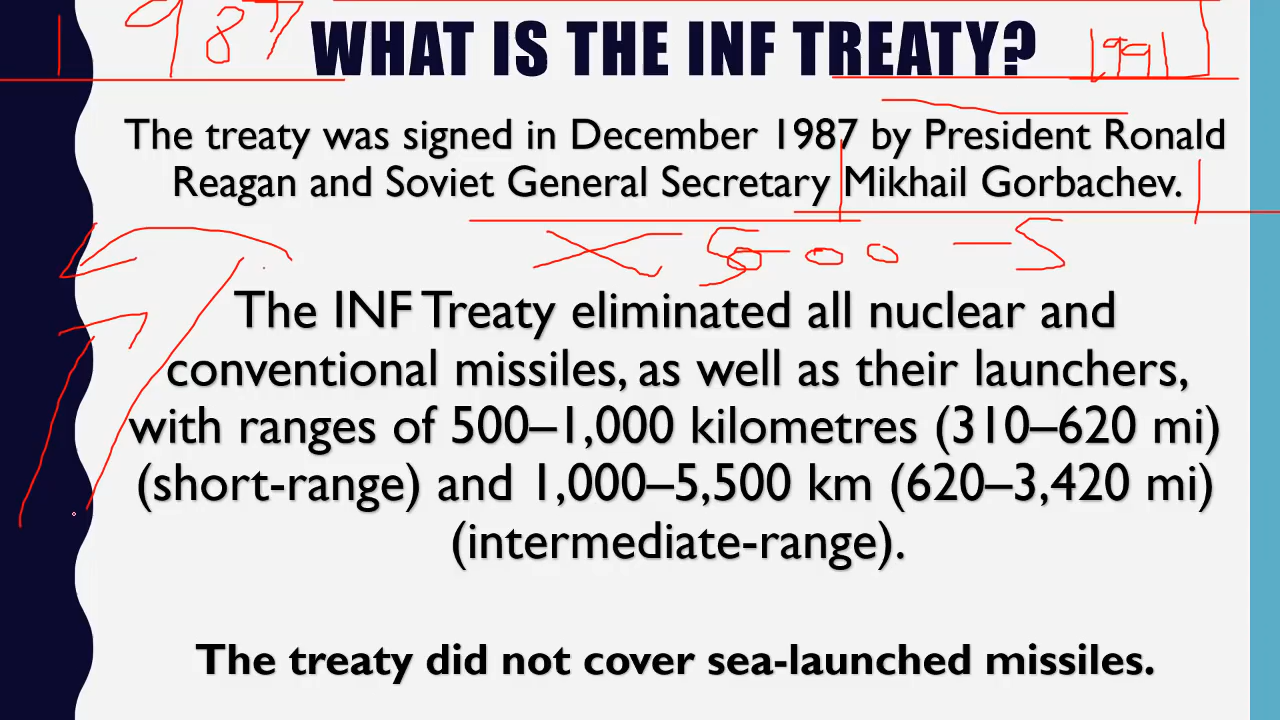 1987
WHAT IS THE INF TREATY?
1991
The treaty was signed in December 1987 by President Ronald
Reagan and Soviet General Secretary Mikhail Gorbachev.
The INF Treaty eliminated all nuclear and
conventional missiles, as well as their launchers,
with ranges of 500–1,000 kilometres (310–620 mi)
(short-range) and 1,000–5,500 km (620–3,420 mi)
(intermediate-range).
The treaty did not cover sea-launched missiles.